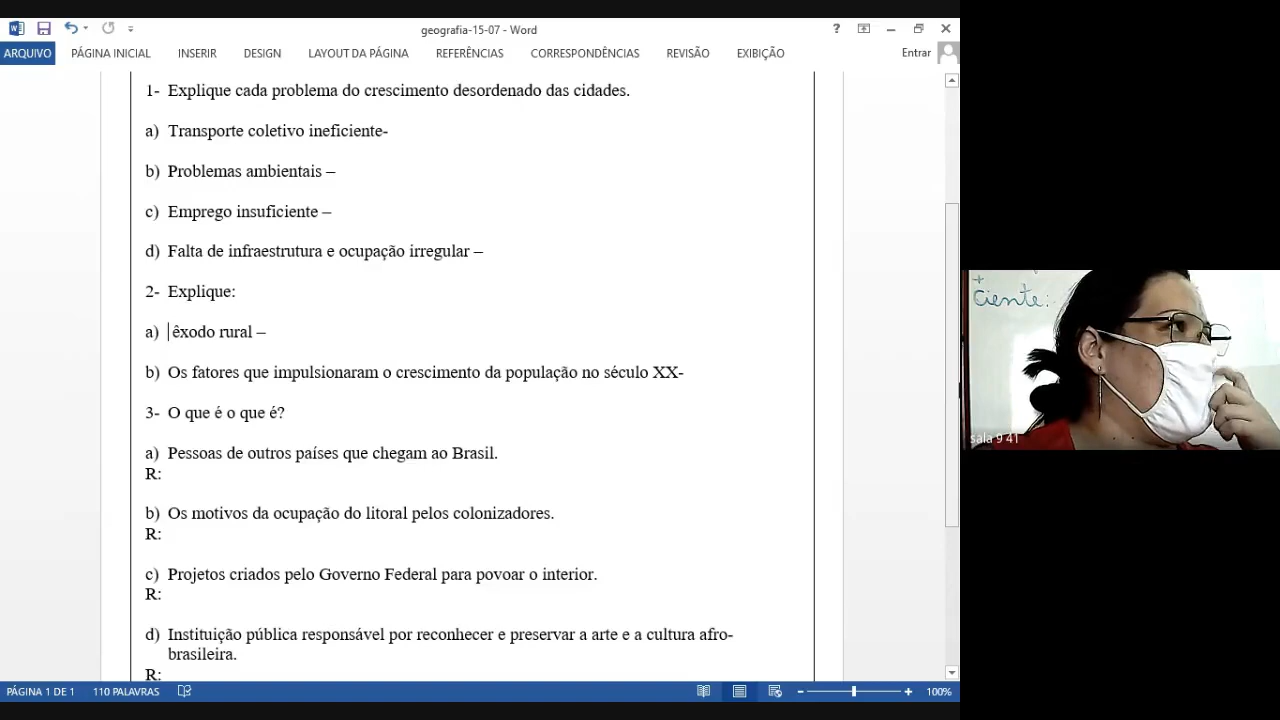 geografia-15-07 - Word
ARQUIVO PÁGINA INICIAL INSERIR DESIGN LAYOUT DA PÁGINA REFERÊNCIAS CORRESPONDÊNCIAS REVISÃO EXIBIÇÃO Entrar
1- Explique cada problema do crescimento desordenado das cidades.
a) Transporte coletivo ineficiente-
b) Problemas ambientais –
c) Emprego insuficiente –
d) Falta de infraestrutura e ocupação irregular –
2- Explique:
a) êxodo rural –
b) Os fatores que impulsionaram o crescimento da população no século XX-
3- O que é o que é?
a) Pessoas de outros países que chegam ao Brasil.
R:
b) Os motivos da ocupação do litoral pelos colonizadores.
R:
c) Projetos criados pelo Governo Federal para povoar o interior.
R:
d) Instituição pública responsável por reconhecer e preservar a arte e a cultura afro-
brasileira.
R:
PÁGINA 1 DE 1 110 PALAVRAS 100%
Ciente:
sala 9 41